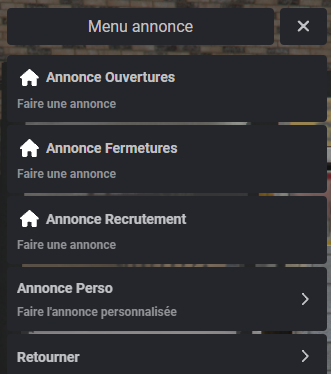 Menu annonce
Annonce Ouvertures
Faire une annonce
Annonce Fermetures
Faire une annonce
Annonce Recrutement
Faire une annonce
Annonce Perso
Faire l'annonce personnalisée
Retourner